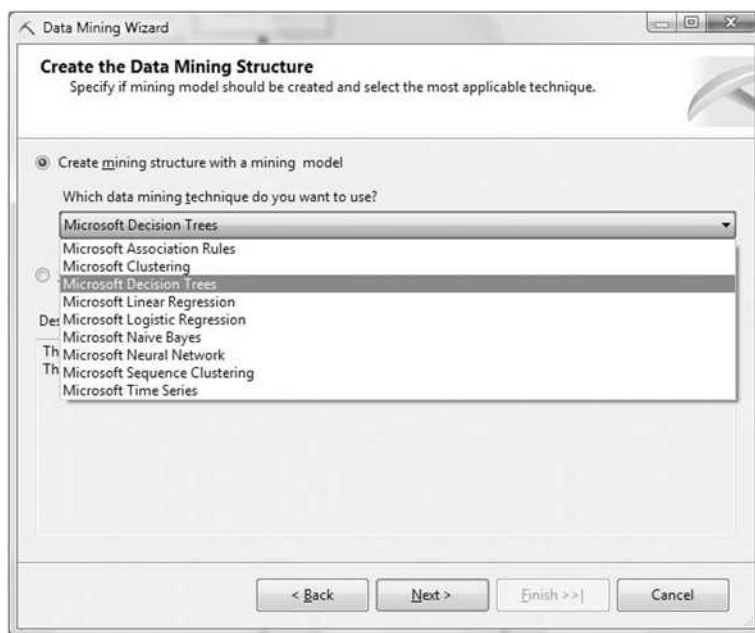 Data Mining Wizard
Create the Data Mining Structure
Specify if mining model should be created and select the most applicable technique.
Create mining structure with a mining model
Which data mining technique do you want to use?
Microsoft Decision Trees
Microsoft Association Rules
Microsoft Clustering
Microsoft Decision Trees
Microsoft Linear Regression
Microsoft Logistic Regression
Microsoft Naive Bayes
Microsoft Neural Network
Microsoft Sequence Clustering
Microsoft Time Series
Des
Th
Th
< Back
Next >
Finish >>|
Cancel